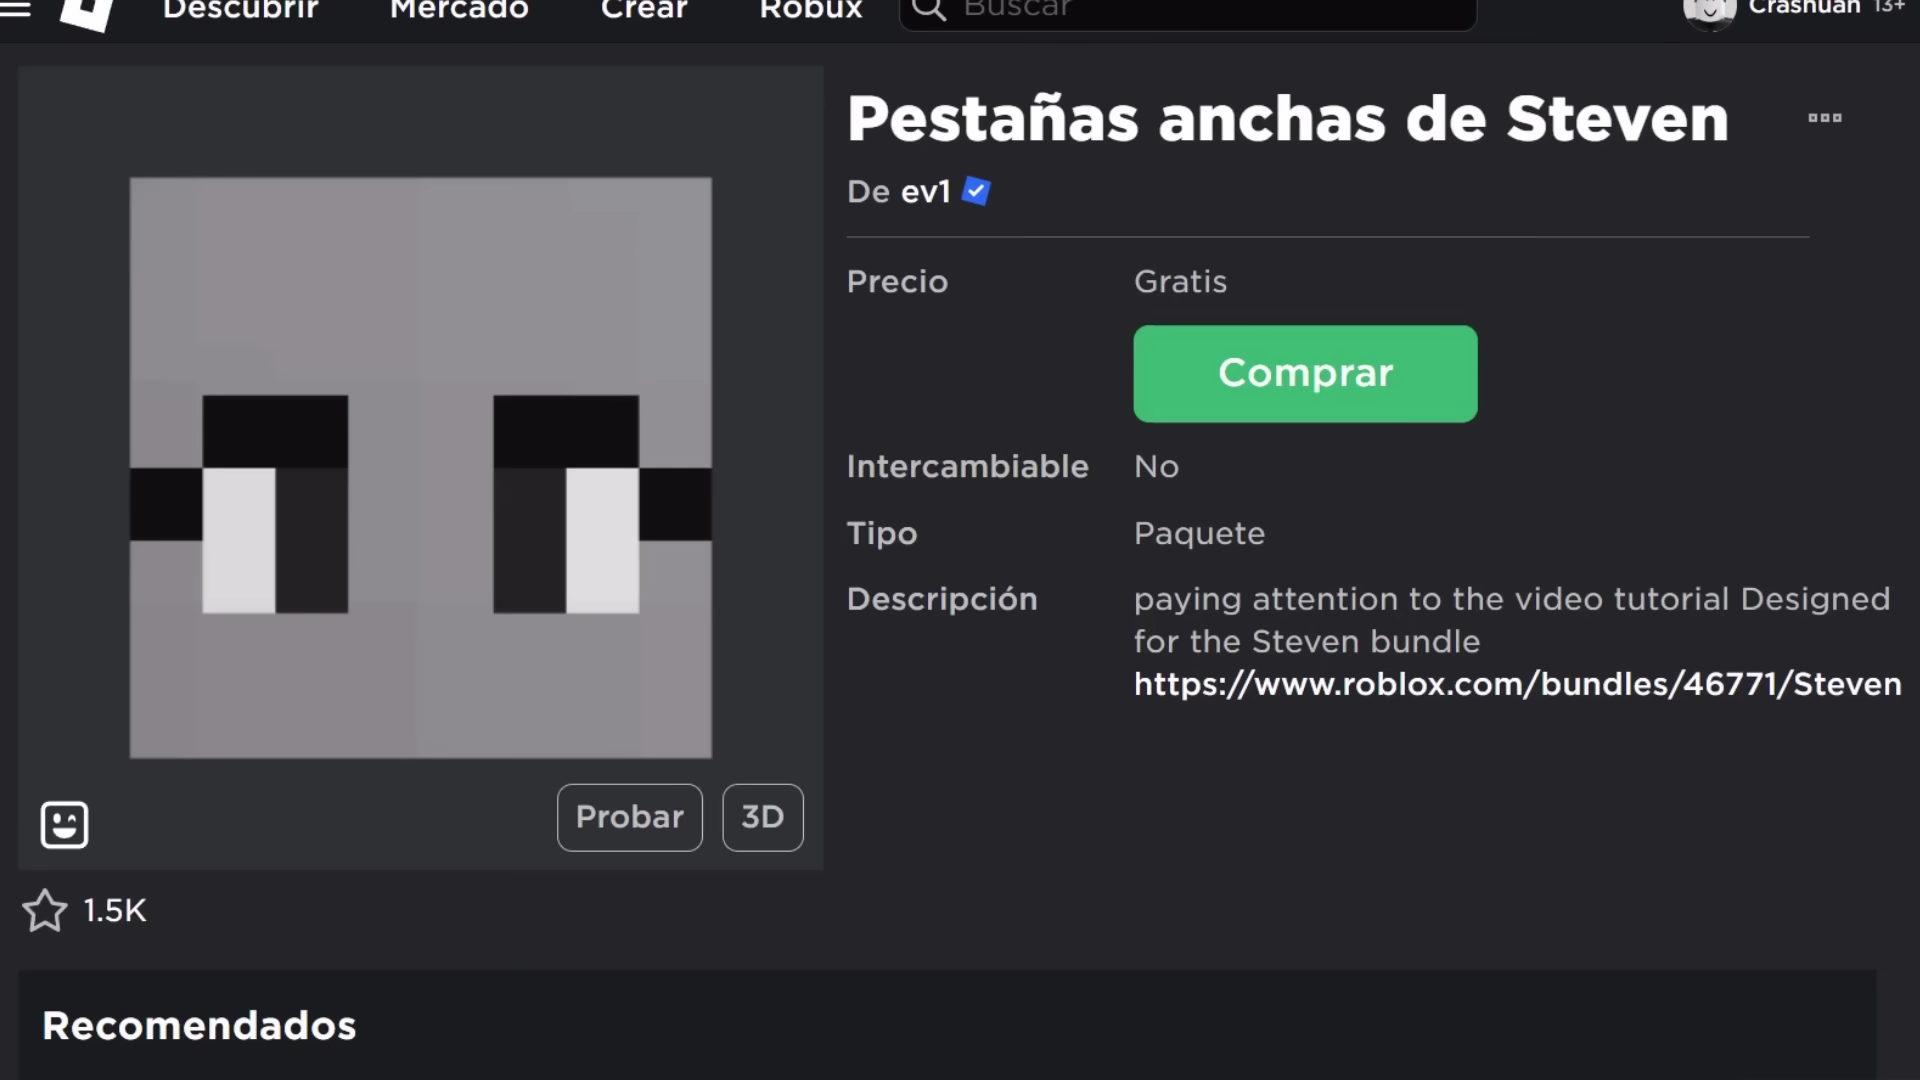 Descubrir Mercado Crear Robux Buscar Crashuan 13+
Pestañas anchas de Steven
De ev1
Precio Gratis
Comprar
Intercambiable No
Tipo Paquete
Descripción paying attention to the video tutorial Designed
for the Steven bundle
https://www.roblox.com/bundles/46771/Steven
Probar 3D
1.5K
Recomendados